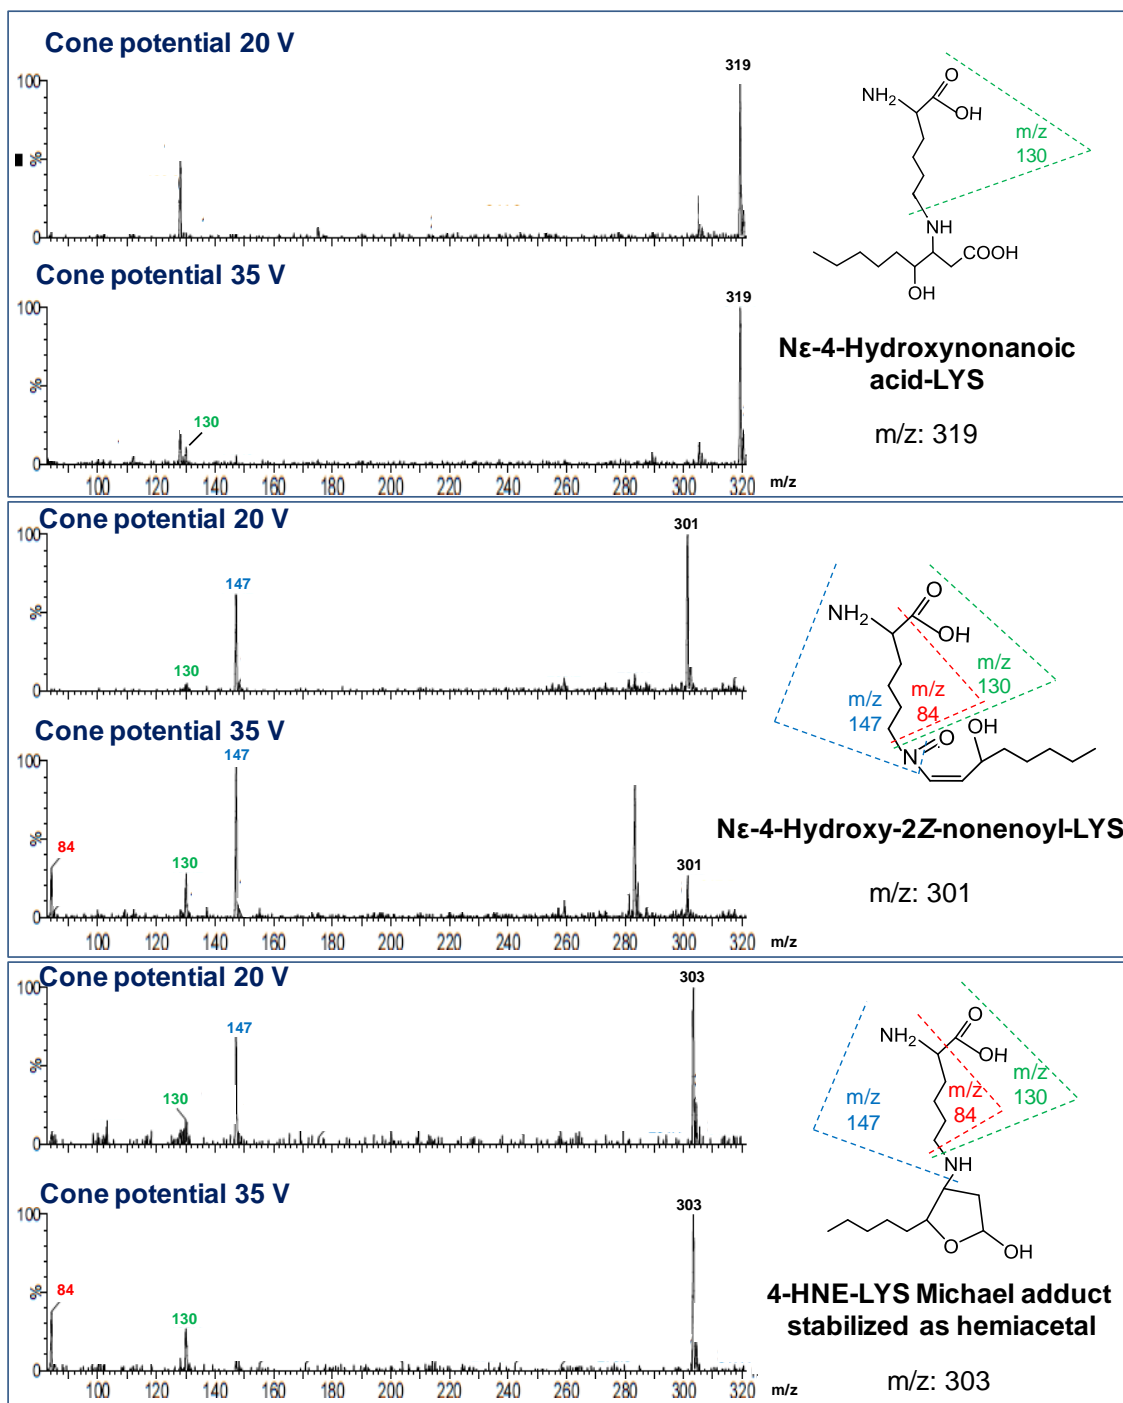 Cone potential 20 V
100
%
0
319
NH2
O
OH
m/z
130
NH
COOH
OH
Cone potential 35 V
100
%
0
130
319
100 120 140 160 180 200 220 240 260 280 300 320 m/z
Nε-4-Hydroxynonanoic
acid-LYS
m/z: 319
Cone potential 20 V
100
%
0
130
147
301
NH2
O
OH
m/z
147
m/z
84
m/z
130
OH
N
O
Cone potential 35 V
100
%
0
84
130
147
301
100 120 140 160 180 200 220 240 260 280 300 320 m/z
Nε-4-Hydroxy-2Z-nonenoyl-LYS
m/z: 301
Cone potential 20 V
100
%
0
130
147
303
NH2
O
OH
m/z
147
m/z
84
m/z
130
NH
O
OH
Cone potential 35 V
100
%
0
84
130
303
100 120 140 160 180 200 220 240 260 280 300 320 m/z
4-HNE-LYS Michael adduct
stabilized as hemiacetal
m/z: 303